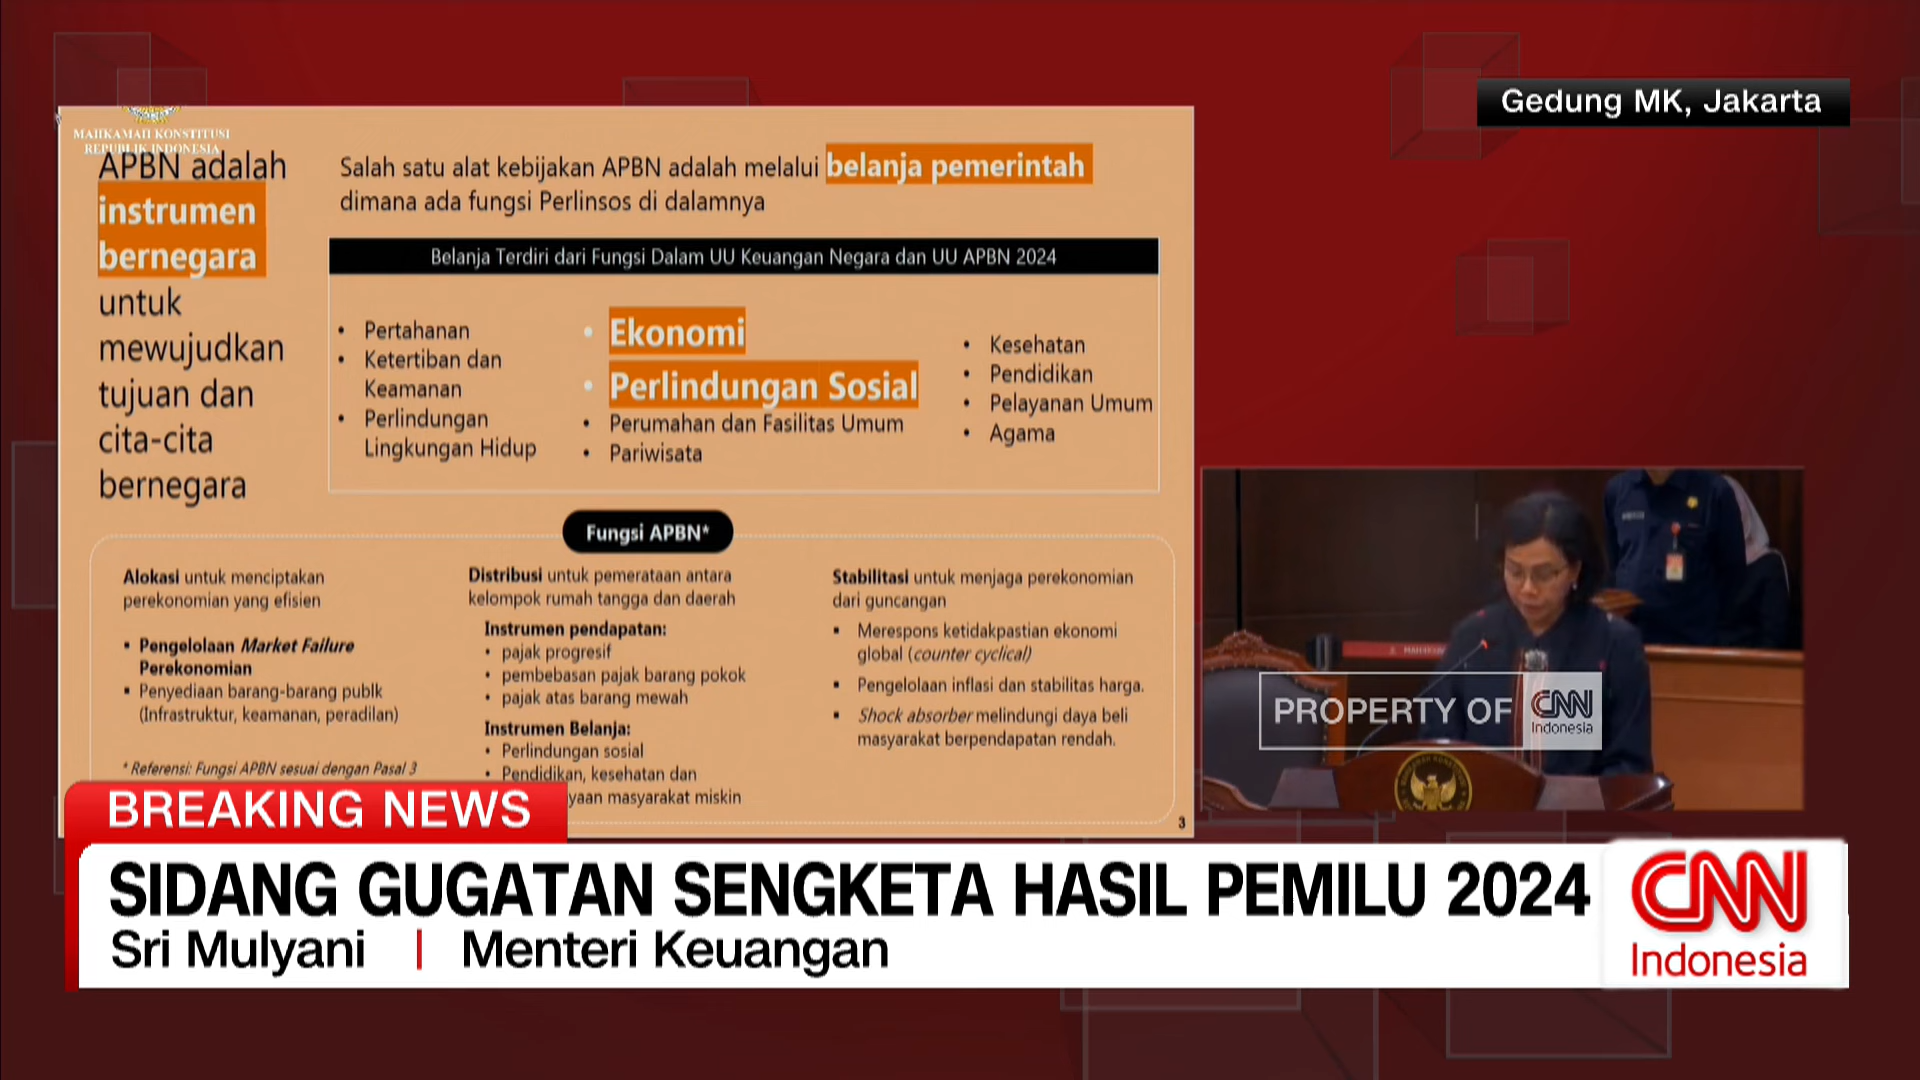 Gedung MK, Jakarta
MAHKAMAH KONSTITUSI
REPUBLIK INDONESIA
APBN adalah
instrumen
bernegara
untuk
mewujudkan
tujuan dan
cita-cita
bernegara
Salah satu alat kebijakan APBN adalah melalui belanja pemerintah
dimana ada fungsi Perlinsos di dalamnya
Belanja Terdiri dari Fungsi Dalam UU Keuangan Negara dan UU APBN 2024
• Pertahanan
• Ketertiban dan
Keamanan
• Perlindungan
Lingkungan Hidup
• Ekonomi
• Perlindungan Sosial
• Perumahan dan Fasilitas Umum
• Pariwisata
• Kesehatan
• Pendidikan
• Pelayanan Umum
• Agama
Fungsi APBN*
Alokasi untuk menciptakan
perekonomian yang efisien
▪ Pengelolaan Market Failure
Perekonomian
▪ Penyediaan barang-barang publk
(Infrastruktur, keamanan, peradilan)
* Referensi: Fungsi APBN sesuai dengan Pasal 3
Distribusi untuk pemerataan antara
kelompok rumah tangga dan daerah
Instrumen pendapatan:
• pajak progresif
• pembebasan pajak barang pokok
• pajak atas barang mewah
Instrumen Belanja:
• Perlindungan sosial
• Pendidikan, kesehatan dan
yaan masyarakat miskin
Stabilitasi untuk menjaga perekonomian
dari guncangan
▪ Merespons ketidakpastian ekonomi
global (counter cyclical)
▪ Pengelolaan inflasi dan stabilitas harga.
▪ Shock absorber melindungi daya beli
masyarakat berpendapatan rendah.
3
PROPERTY OF CNN
Indonesia
BREAKING NEWS
SIDANG GUGATAN SENGKETA HASIL PEMILU 2024
Sri Mulyani | Menteri Keuangan
CNN
Indonesia